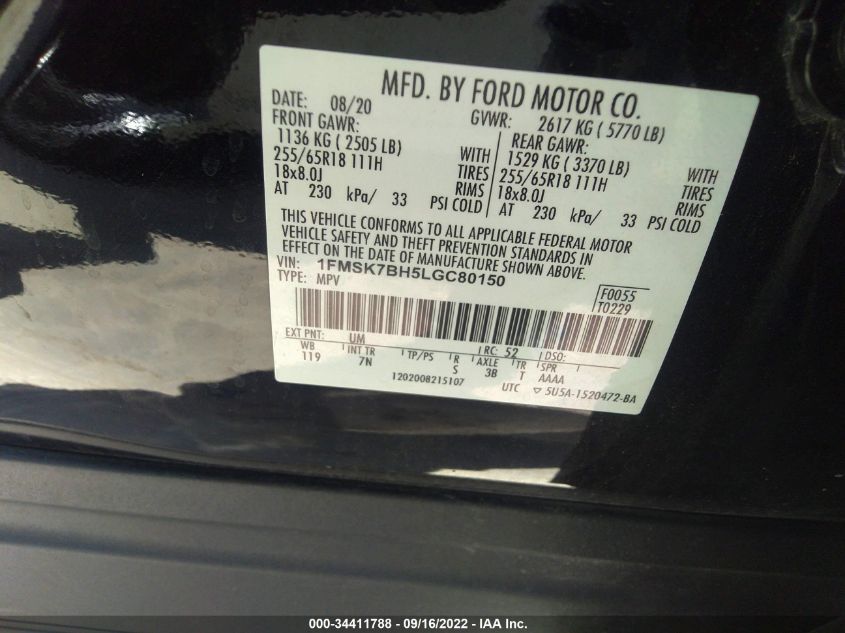 MFD. BY FORD MOTOR CO.
DATE: 08/20 GVWR: 2617 KG ( 5770 LB)
FRONT GAWR: REAR GAWR:
1136 KG ( 2505 LB) WITH 1529 KG ( 3370 LB) WITH
255/65R18 111H TIRES 255/65R18 111H TIRES
18x8.0J RIMS 18x8.0J RIMS
AT 230 kPa/ 33 PSI COLD AT 230 kPa/ 33 PSI COLD
THIS VEHICLE CONFORMS TO ALL APPLICABLE FEDERAL MOTOR
VEHICLE SAFETY AND THEFT PREVENTION STANDARDS IN
EFFECT ON THE DATE OF MANUFACTURE SHOWN ABOVE.
VIN: 1FMSK7BH5LGC80150
TYPE: MPV
F0055
T0229
EXT PNT: UM RC: 52 DSO:
WB INT TR TP/PS R AXLE TR SPR
119 7N S 3B T AAAA
1202008215107 UTC ▽ 5U5A-1520472-BA
000-34411788 - 09/16/2022 - IAA Inc.